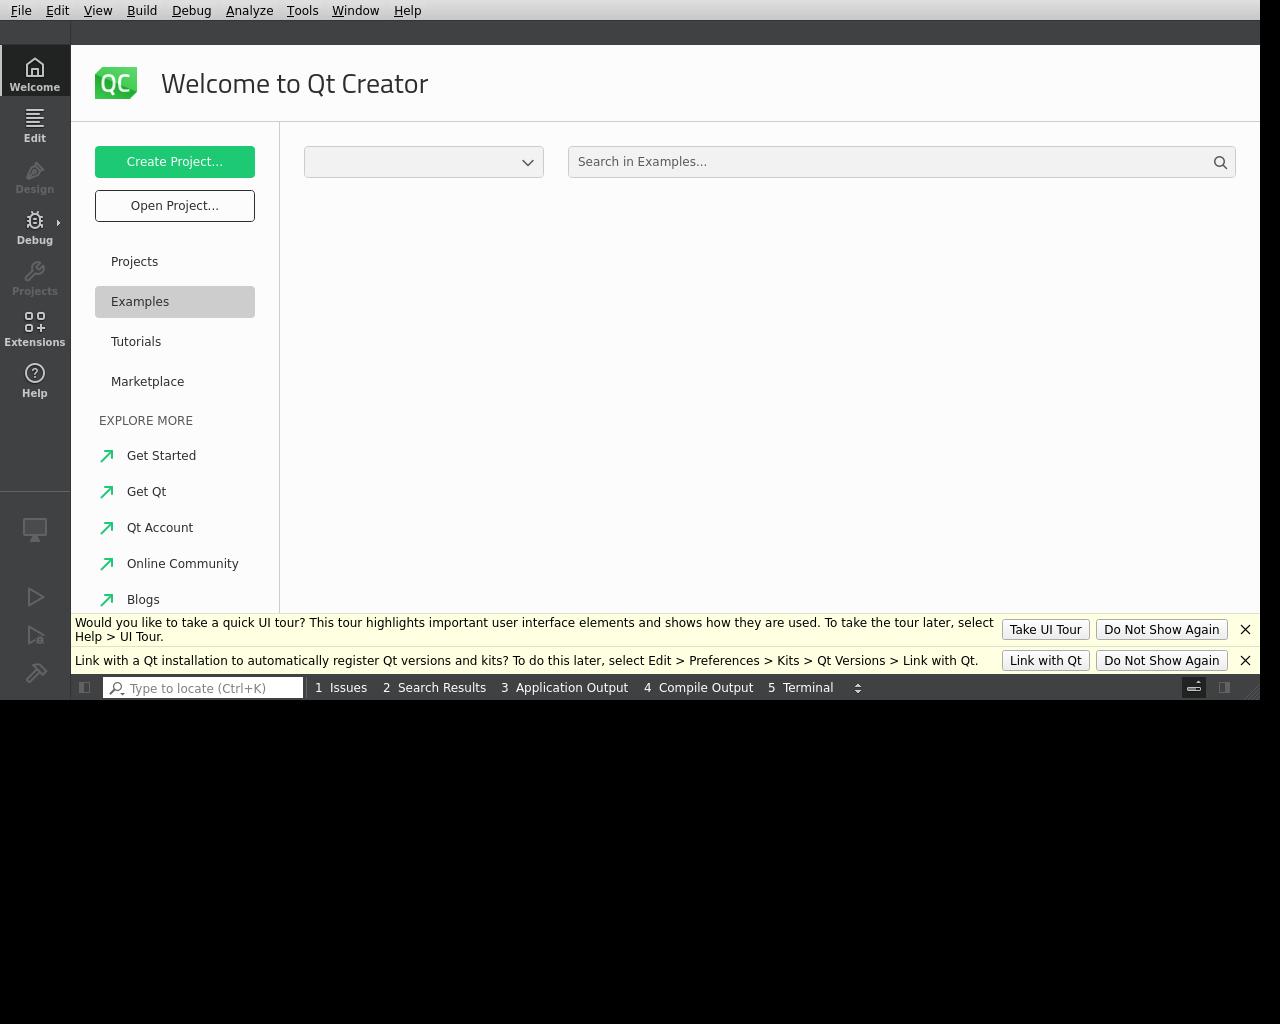 File Edit View Build Debug Analyze Tools Window Help
Welcome
Edit
Design
Debug
Projects
Extensions
Help
QC
Welcome to Qt Creator
Create Project...
Open Project...
Projects
Examples
Tutorials
Marketplace
EXPLORE MORE
Get Started
Get Qt
Qt Account
Online Community
Blogs
Search in Examples...
Would you like to take a quick UI tour? This tour highlights important user interface elements and shows how they are used. To take the tour later, select
Help > UI Tour.
Take UI Tour
Do Not Show Again
Link with a Qt installation to automatically register Qt versions and kits? To do this later, select Edit > Preferences > Kits > Qt Versions > Link with Qt.
Link with Qt
Do Not Show Again
Type to locate (Ctrl+K)
1 Issues 2 Search Results 3 Application Output 4 Compile Output 5 Terminal